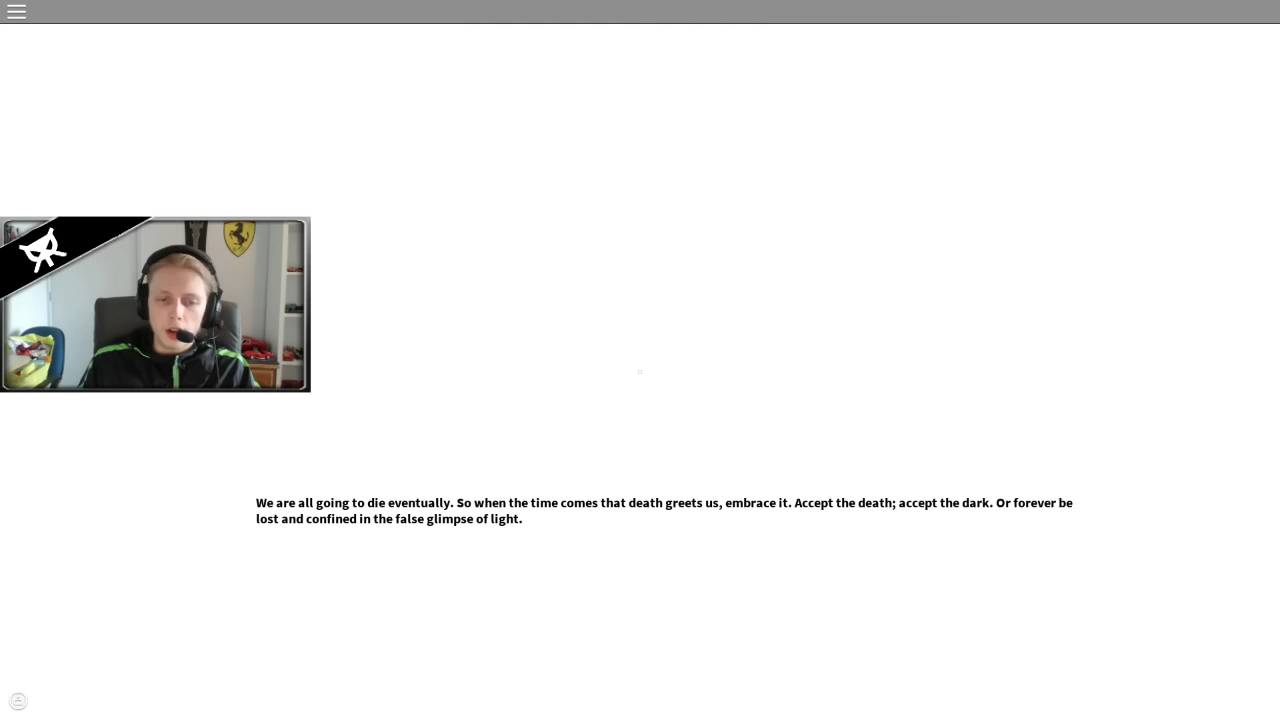 We are all going to die eventually. So when the time comes that death greets us, embrace it. Accept the death; accept the dark. Or forever be
lost and confined in the false glimpse of light.